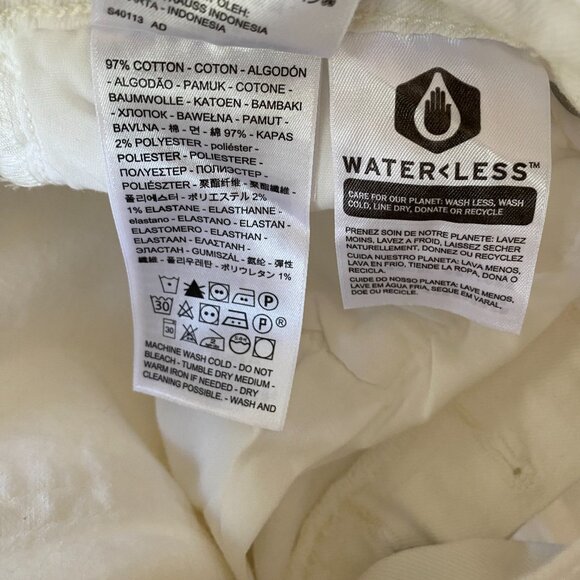 OLEH:
STRAUSS INDONESIA
JAKARTA - INDONESIA
S40113 AD
97% COTTON - COTON - ALGODÓN
- ALGODÃO - PAMUK - COTONE -
BAUMWOLLE - KATOEN - BAMBAKI
- ХЛОПОК - BAWEŁNA - PAMUT -
BAVLNA - 棉 - 면 - 綿 97% - KAPAS
2% POLYESTER - poliéster -
POLIESTER - POLIESTERE -
ПОЛИУЭСТЕР -
POLIÉSZTER - 聚酯纤维 - 聚酯纖維 -
폴리에스터 - ポリエステル 2%
1% ELASTANE - ELASTHANNE -
elastano - ELASTANO - ELASTAN -
ELASTOMERO - ELASTHAN -
ELASTAAN - ΕΛΑΣΤΑΝΗ -
ЭЛАСТАН - GUMISZÁL - 氨纶 - 彈性
纖維 - 폴리우레탄 - ポリウレタン 1%
30
P
P
®
30
MACHINE WASH COLD - DO NOT
BLEACH - TUMBLE DRY MEDIUM -
WARM IRON IF NEEDED - DRY
CLEANING POSSIBLE. - WASH AND
WATER<LESS™
CARE FOR OUR PLANET: WASH LESS, WASH
COLD, LINE DRY, DONATE OR RECYCLE
PRENEZ SOIN DE NOTRE PLANETE: LAVEZ
MOINS, LAVEZ A FROID, LAISSEZ SECHER
NATURELLEMENT, DONNEZ OU RECYCLEZ
CUIDA NUESTRO PLANETA: LAVA MENOS,
LAVA EN FRIO, TIENDE LA ROPA, DONA O
RECICLA.
CUIDE DO NOSSO PLANETA: LAVE MENOS,
LAVE EM ÁGUA FRIA, SEQUE EM VARAL,
DOE OU RECICLE.